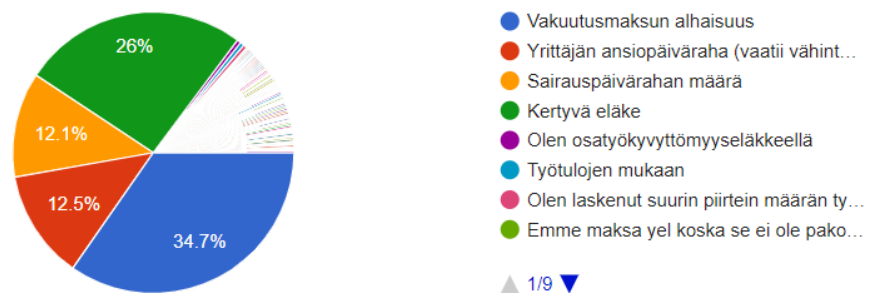 26%
12.1%
12.5%
34.7%
Vakuutusmaksun alhaisuus
Yrittäjän ansiopäiväraha (vaatii vähint…
Sairauspäivärahan määrä
Kertyvä eläke
Olen osatyökyvyttömyyseläkkeellä
Työtulojen mukaan
Olen laskenut suurin piirtein määrän ty…
Emme maksa yel koska se ei ole pako…
1/9